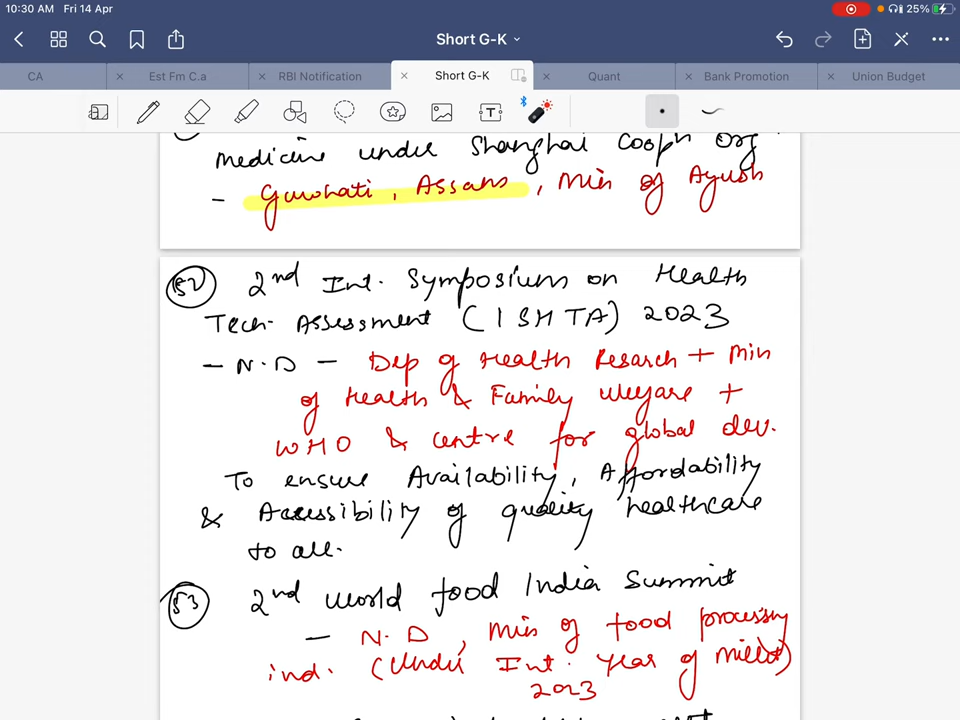 10:30 AM Fri 14 Apr
25%
Short G-K
CA
Est Fm C.a
RBI Notification
Short G-K
Quant
Bank Promotion
Union Budget
medicine under Shanghai Coopn Org
- Guwahati, Assam, Min of Ayush
52 2nd Int. Symposium on Health
Tech. Assessment (ISHTA) 2023
- N.D - Dep of Health Resarch + Min
of Health & Family Welfare +
WHO & centre for global dev.
To ensure Availability, Affordability
& Accessibility of quality healthcare
to all.
53 2nd World food India Summit
- N.D, Min of food processing
ind. (Under Int. Year of Millet)
2023